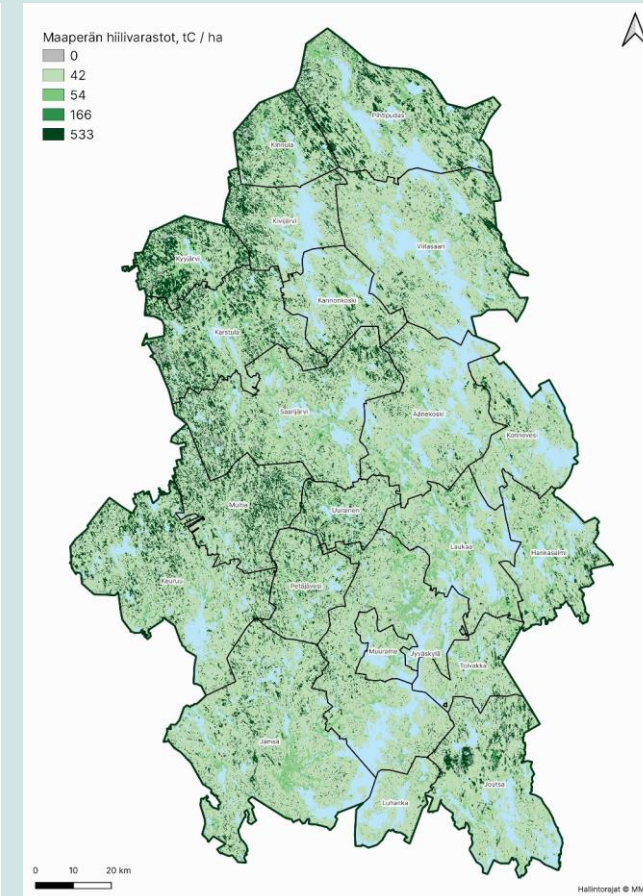 Maaperän hiilivarastot, tC / ha
0
42
54
166
533
Pihtipudas
Kinnula
Kivijärvi
Viitasaari
Kyyjärvi
Kannonkoski
Karstula
Saarijärvi
Äänekoski
Konnevesi
Multia
Uurainen
Laukaa
Hankasalmi
Keuruu
Petäjävesi
Muurame
Jyväskylä
Toivakka
Jämsä
Joutsa
Luhanka
0 10 20 km
Hallintorajat ©